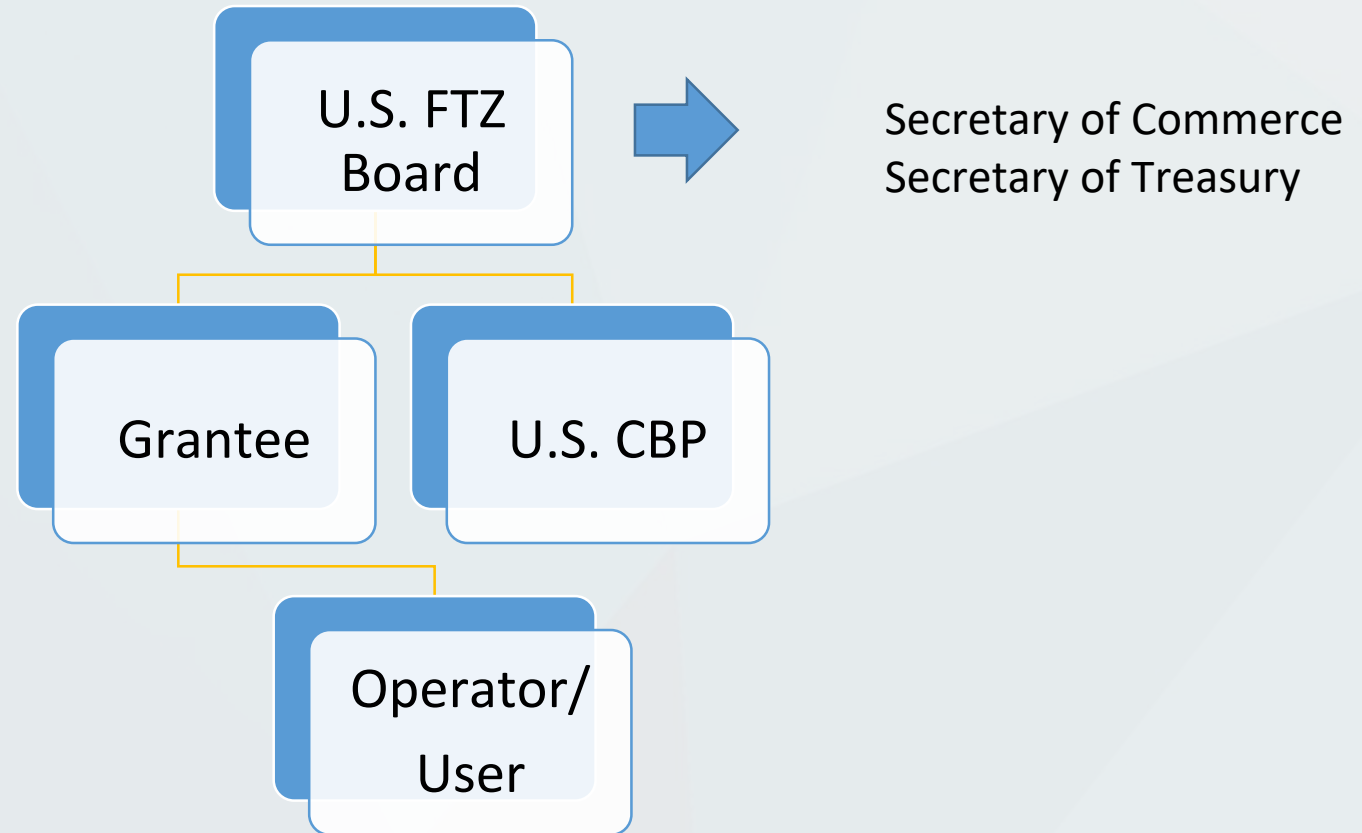 U.S. FTZ
Board
Secretary of Commerce
Secretary of Treasury
Grantee
U.S. CBP
Operator/
User